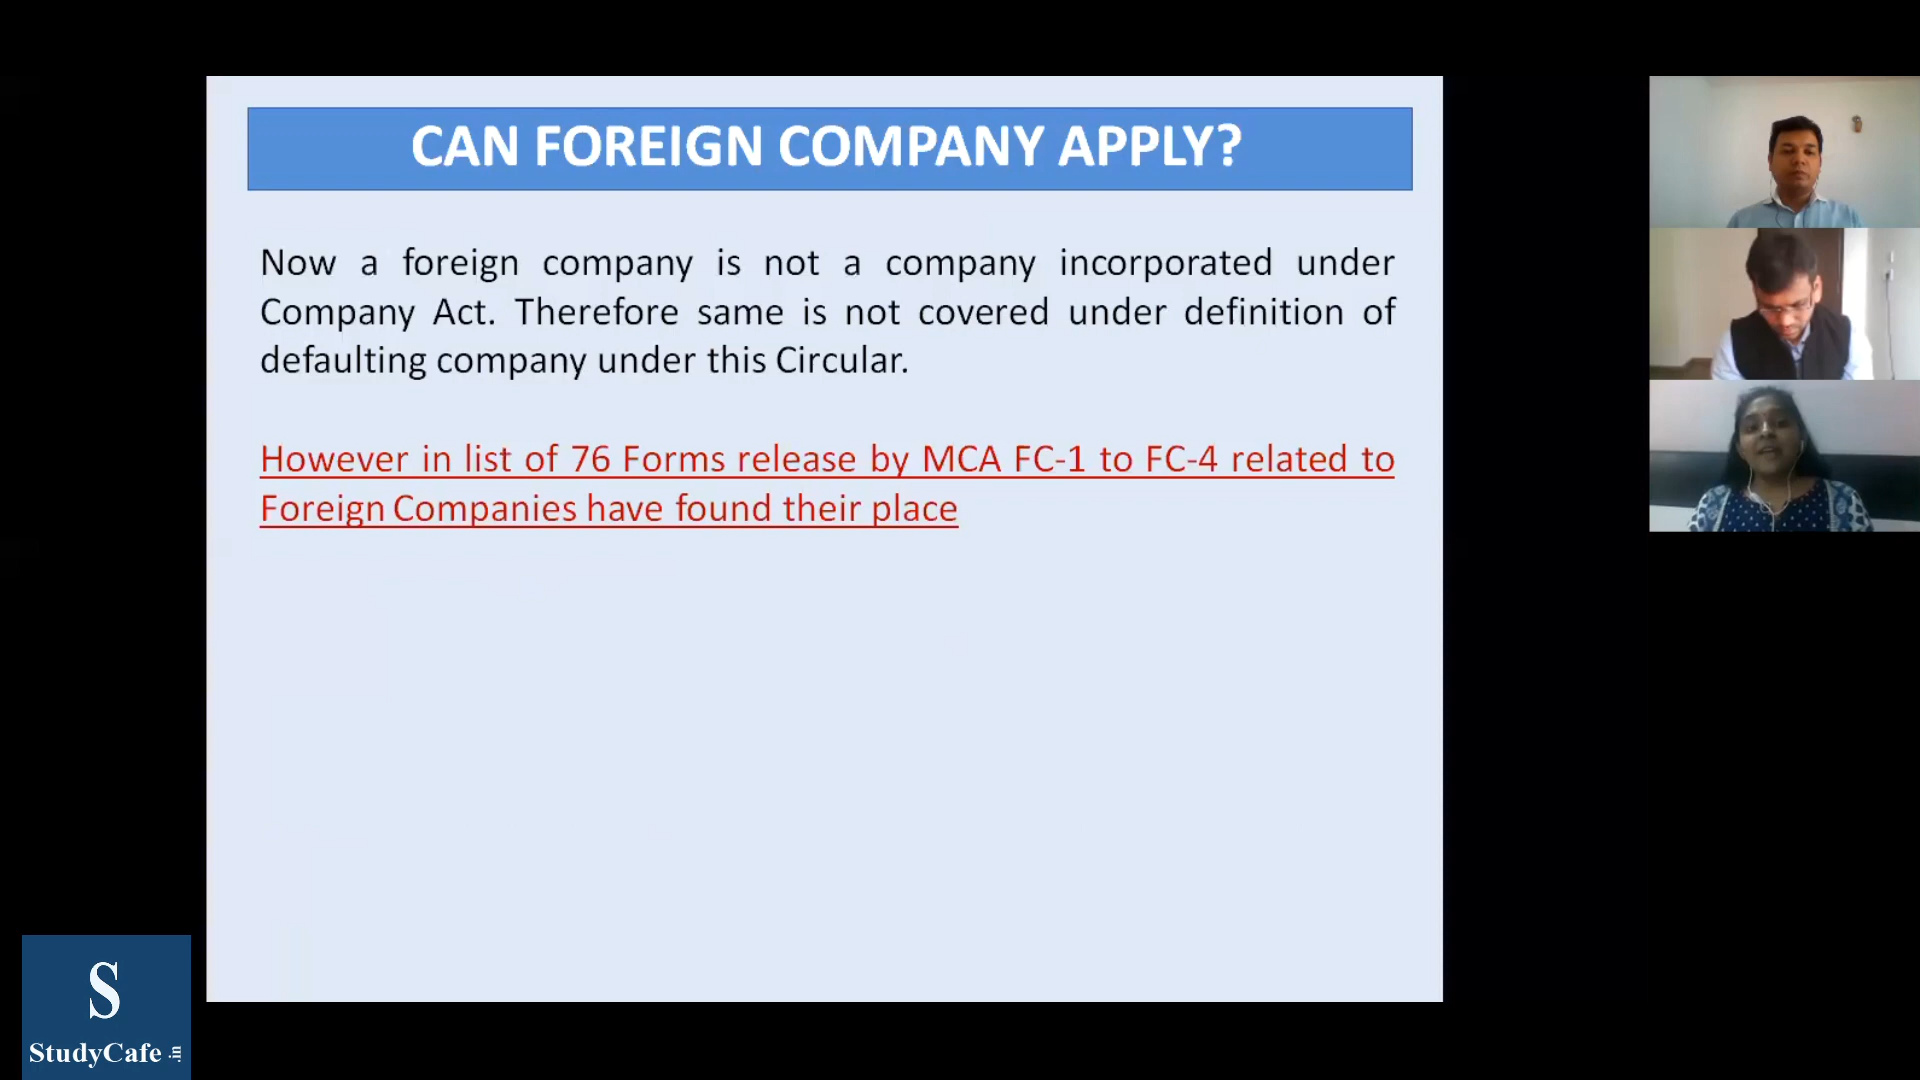 CAN FOREIGN COMPANY APPLY?
Now a foreign company is not a company incorporated under
Company Act. Therefore same is not covered under definition of
defaulting company under this Circular.
However in list of 76 Forms release by MCA FC-1 to FC-4 related to
Foreign Companies have found their place
S
StudyCafe.in